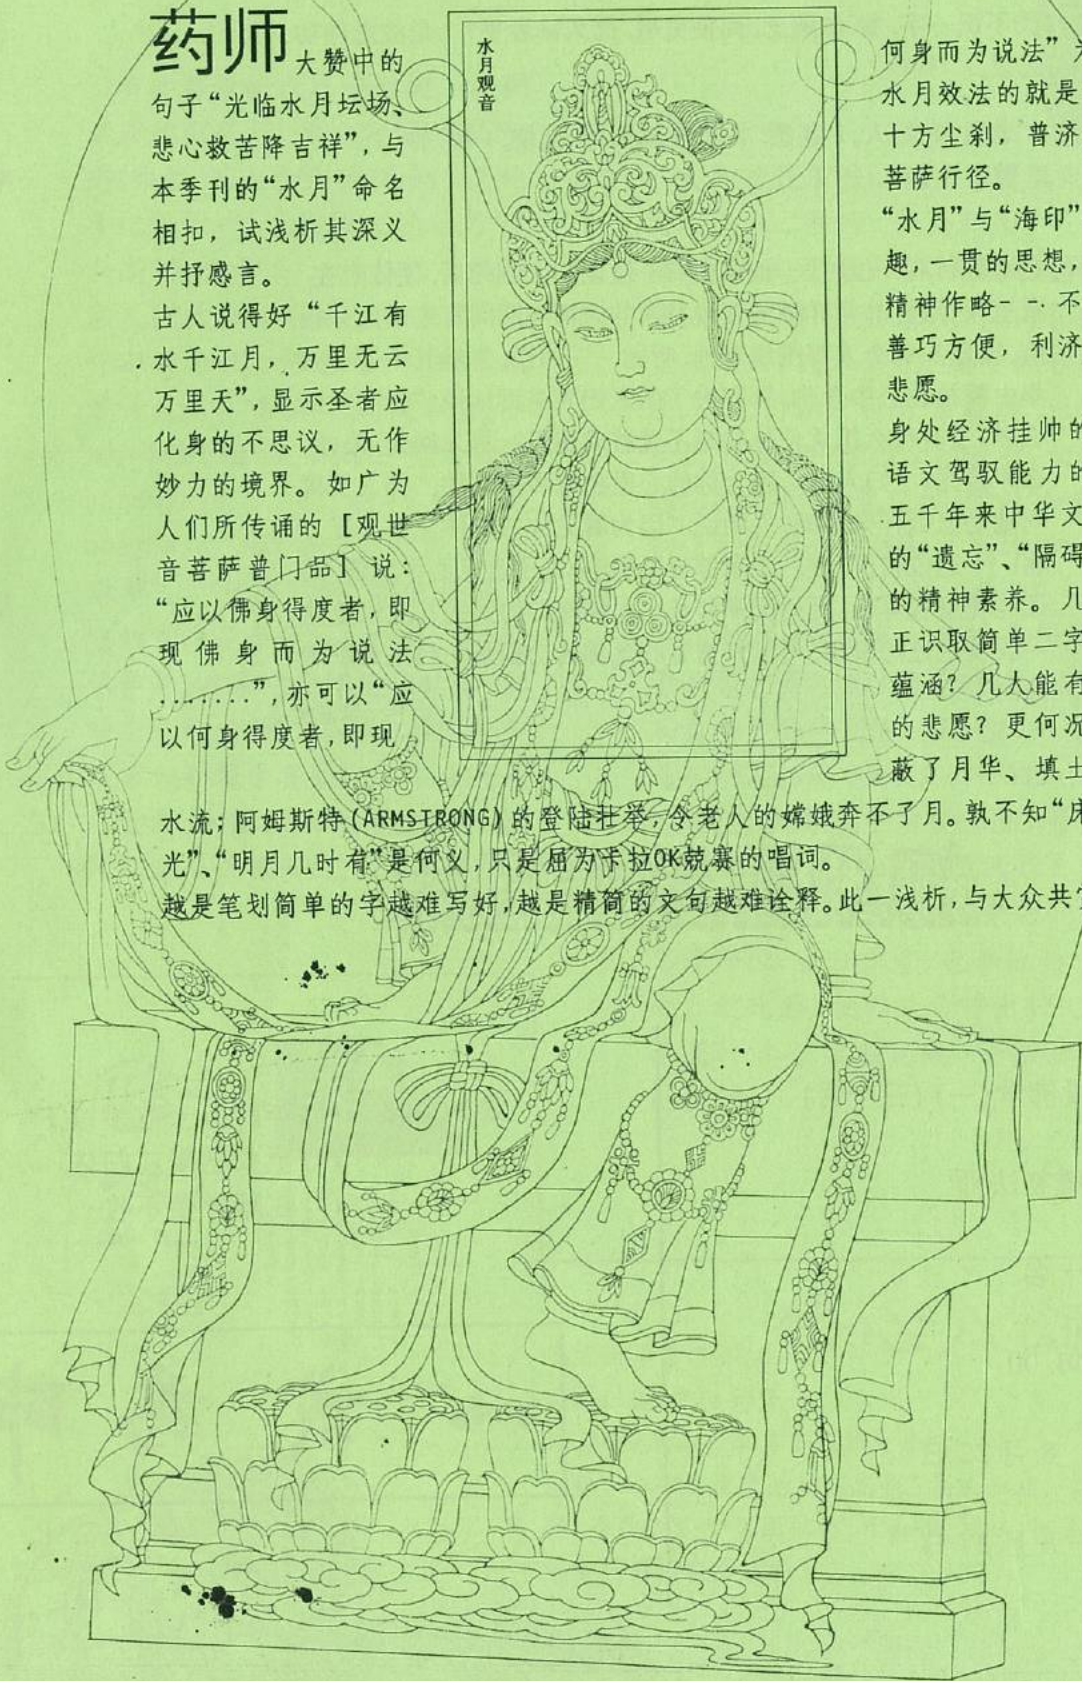 药师大赞中的
句子“光临水月坛场、
悲心救苦降吉祥”，与
本季刊的“水月”命名
相扣，试浅析其深义
并抒感言。
古人说得好“千江有
水千江月，万里无云
万里天”，显示圣者应
化身的不思议，无作
妙力的境界。如广为
人们所传诵的［观世
音菩萨普门品］说：
“应以佛身得度者，即
现佛身而为说法
........”，亦可以“应
以何身得度者，即现
水月观音
何身而为说法”
水月效法的就是
十方尘刹，普济
菩萨行径。
“水月”与“海印”
趣，一贯的思想，
精神作略--.不
善巧方便，利济
悲愿。
身处经济挂帅的
语文驾驭能力的
五千年来中华文
的“遗忘”、“隔碍
的精神素养。几
正识取简单二字
蕴涵？几人能有
的悲愿？更何况
蔽了月华、填土
水流；阿姆斯特(ARMSTRONG)的登陆壮举，令老人的嫦娥奔不了月。孰不知“床
光”、“明月几时有”是何义，只是屈为卡拉OK兢赛的唱词。
越是笔划简单的字越难写好，越是精简的文句越难诠释。此一浅析，与大众共